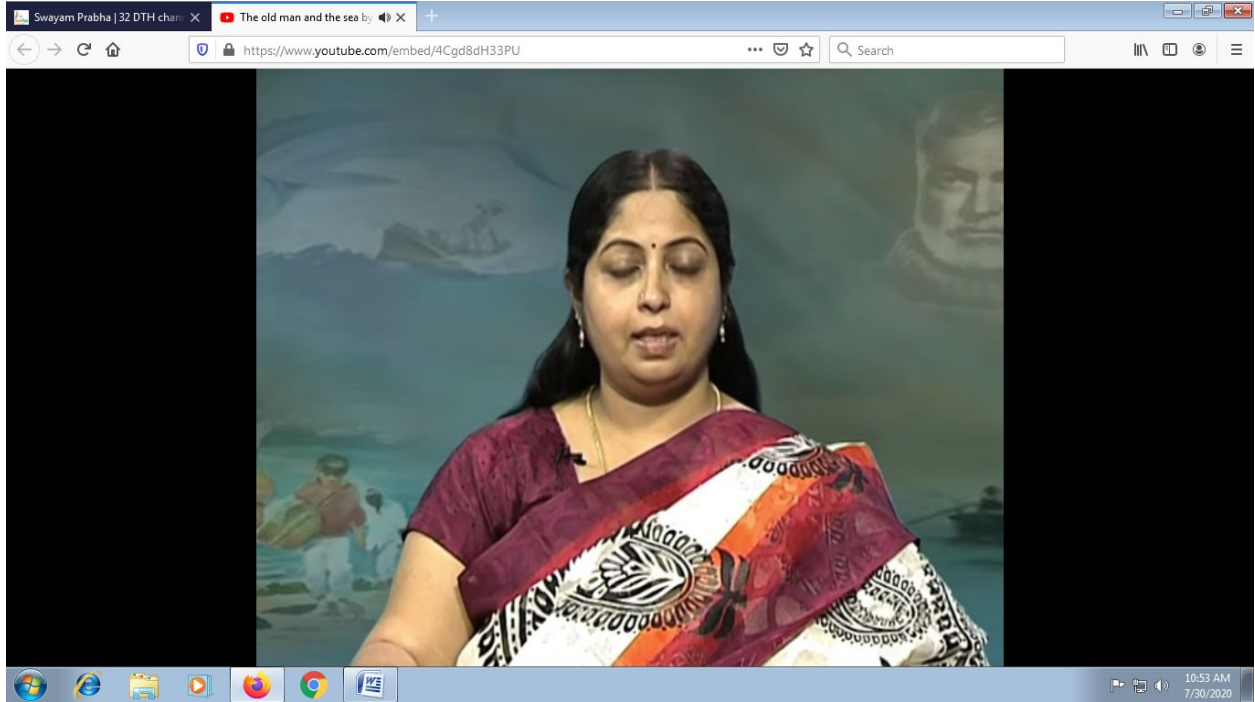 Swayam Prabha | 32 DTH chann
The old man and the sea by
https://www.youtube.com/embed/4Cgd8dH33PU
Search
10:53 AM
7/30/2020